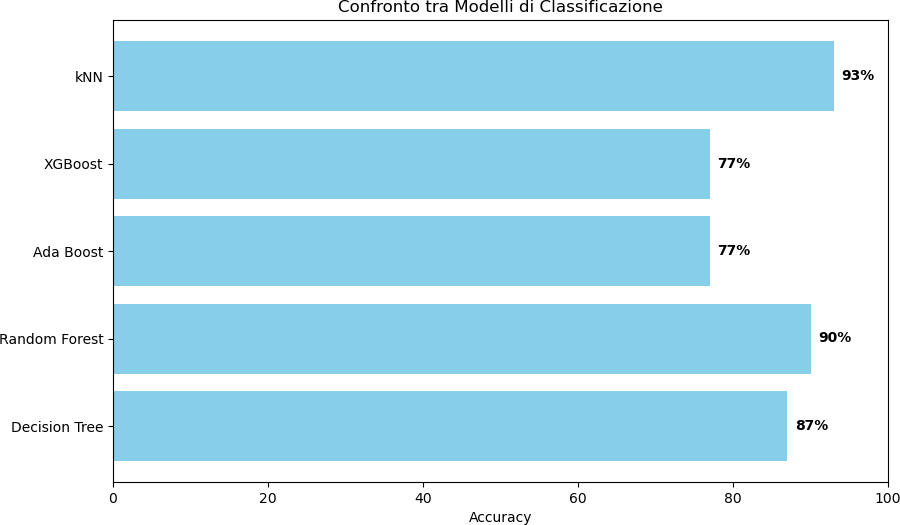 Confronto tra Modelli di Classificazione
kNN
93%
XGBoost
77%
Ada Boost
77%
Random Forest
90%
Decision Tree
87%
0 20 40 60 80 100
Accuracy